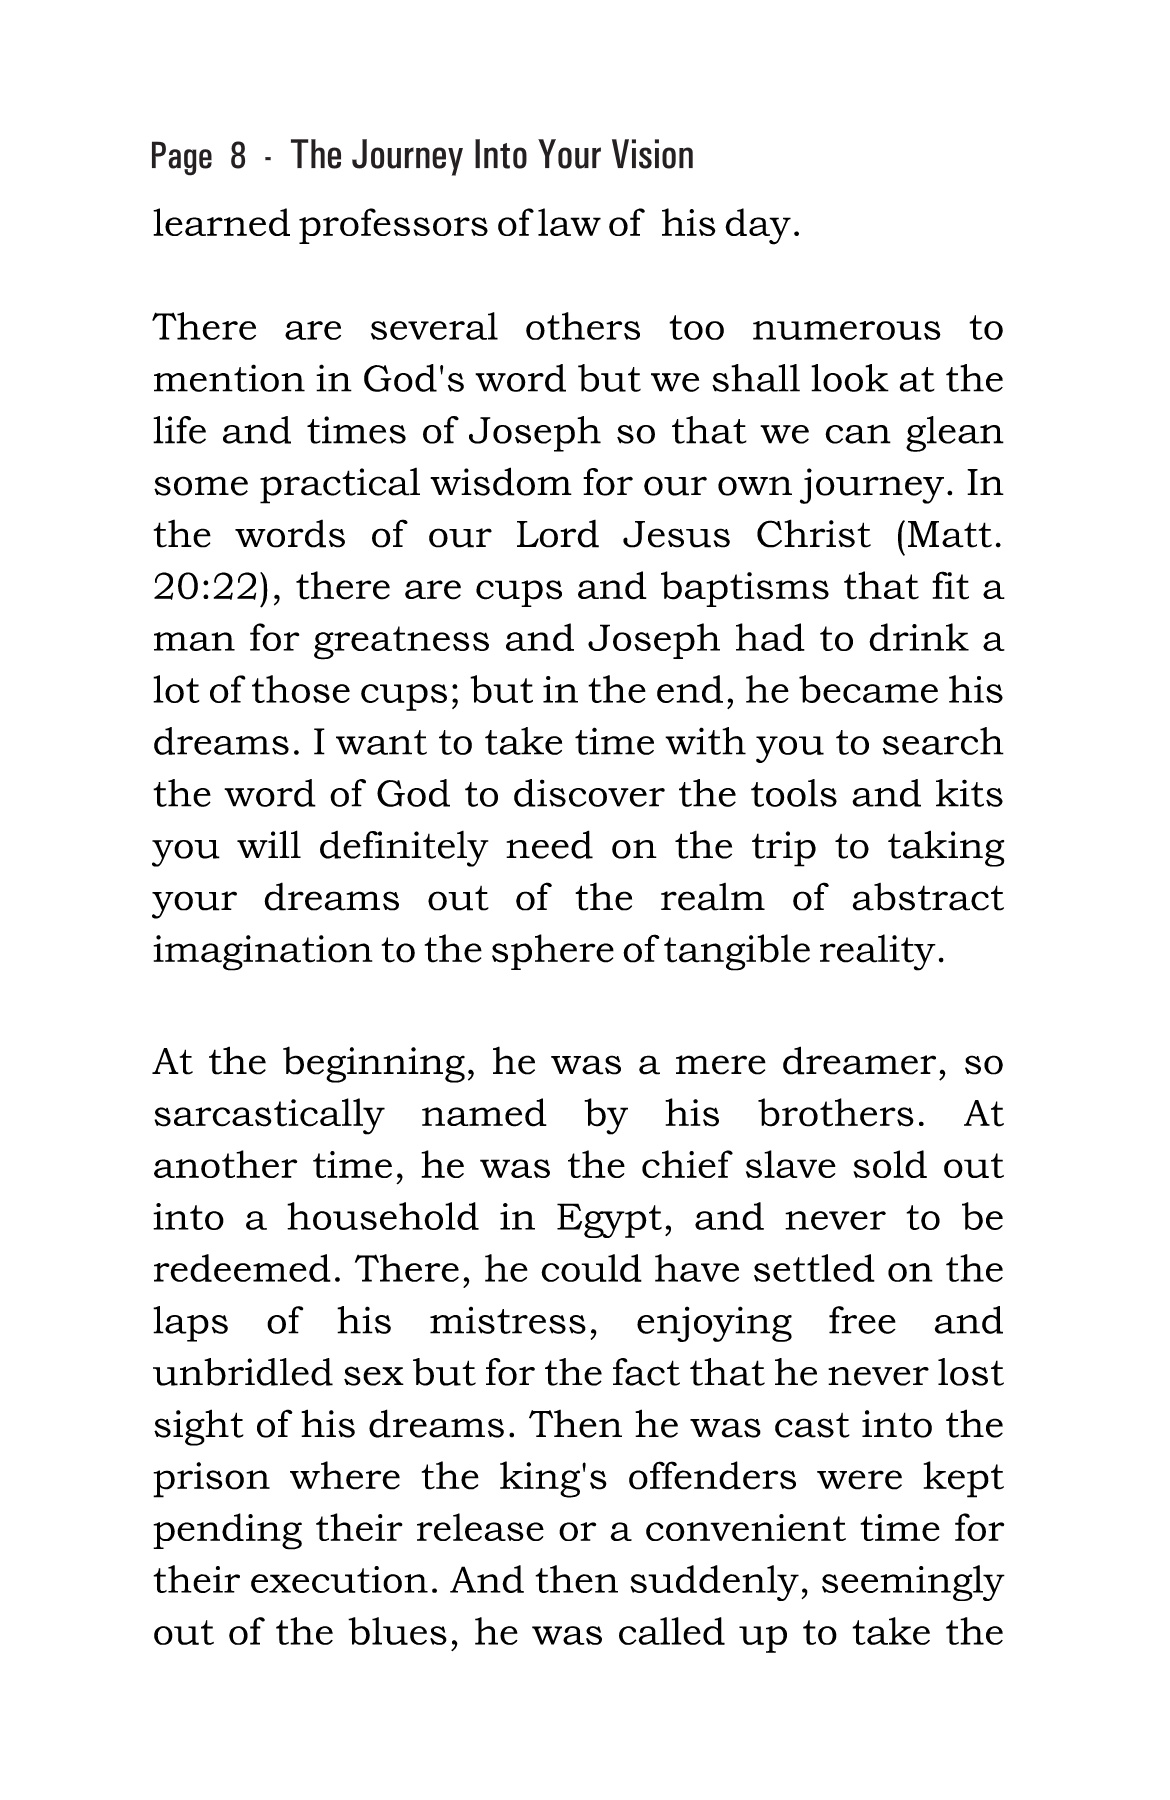 Page 8 - The Journey Into Your Vision
learned professors of law of his day.
There are several others too numerous to
mention in God's word but we shall look at the
life and times of Joseph so that we can glean
some practical wisdom for our own journey. In
the words of our Lord Jesus Christ (Matt.
20:22), there are cups and baptisms that fit a
man for greatness and Joseph had to drink a
lot of those cups; but in the end, he became his
dreams. I want to take time with you to search
the word of God to discover the tools and kits
you will definitely need on the trip to taking
your dreams out of the realm of abstract
imagination to the sphere of tangible reality.
At the beginning, he was a mere dreamer, so
sarcastically named by his brothers. At
another time, he was the chief slave sold out
into a household in Egypt, and never to be
redeemed. There, he could have settled on the
laps of his mistress, enjoying free and
unbridled sex but for the fact that he never lost
sight of his dreams. Then he was cast into the
prison where the king's offenders were kept
pending their release or a convenient time for
their execution. And then suddenly, seemingly
out of the blues, he was called up to take the